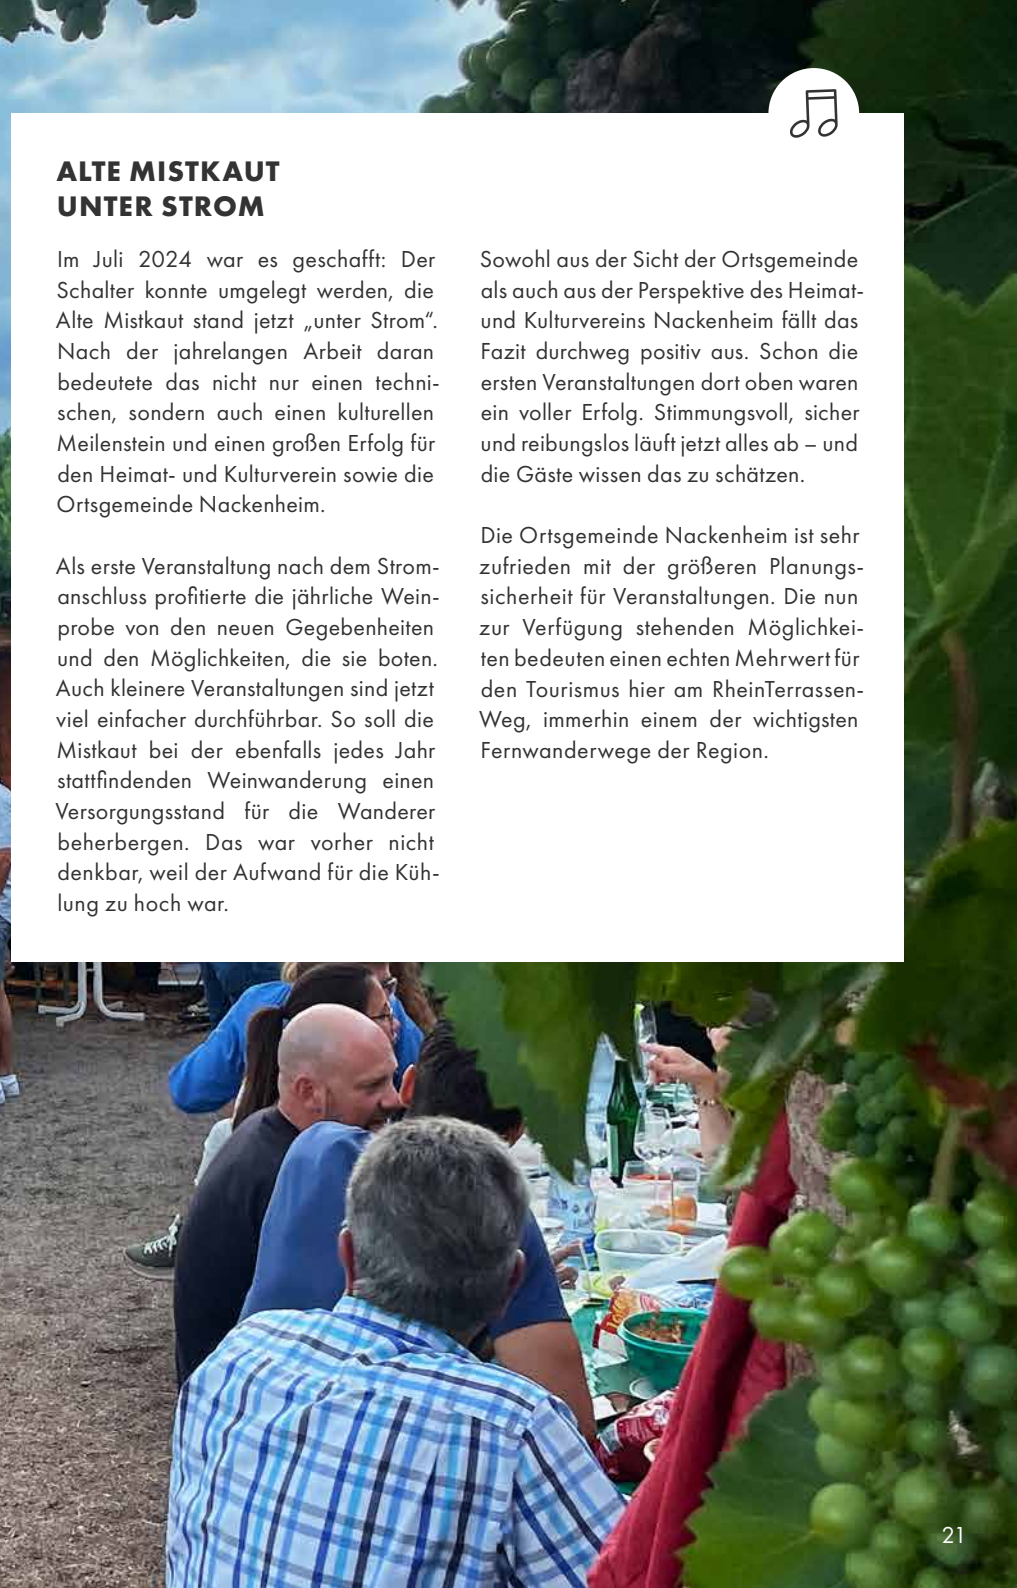 ALTE MISTKAUT
UNTER STROM
Im Juli 2024 war es geschafft: Der
Schalter konnte umgelegt werden, die
Alte Mistkaut stand jetzt „unter Strom“.
Nach der jahrelangen Arbeit daran
bedeutete das nicht nur einen techni-
schen, sondern auch einen kulturellen
Meilenstein und einen großen Erfolg für
den Heimat- und Kulturverein sowie die
Ortsgemeinde Nackenheim.
Als erste Veranstaltung nach dem Strom-
anschluss profitierte die jährliche Wein-
probe von den neuen Gegebenheiten
und den Möglichkeiten, die sie boten.
Auch kleinere Veranstaltungen sind jetzt
viel einfacher durchführbar. So soll die
Mistkaut bei der ebenfalls jedes Jahr
stattfindenden Weinwanderung einen
Versorgungsstand für die Wanderer
beherbergen. Das war vorher nicht
denkbar, weil der Aufwand für die Küh-
lung zu hoch war.
Sowohl aus der Sicht der Ortsgemeinde
als auch aus der Perspektive des Heimat-
und Kulturvereins Nackenheim fällt das
Fazit durchweg positiv aus. Schon die
ersten Veranstaltungen dort oben waren
ein voller Erfolg. Stimmungsvoll, sicher
und reibungslos läuft jetzt alles ab – und
die Gäste wissen das zu schätzen.
Die Ortsgemeinde Nackenheim ist sehr
zufrieden mit der größeren Planungs-
sicherheit für Veranstaltungen. Die nun
zur Verfügung stehenden Möglichkei-
ten bedeuten einen echten Mehrwert für
den Tourismus hier am RheinTerrassen-
Weg, immerhin einem der wichtigsten
Fernwanderwege der Region.
21